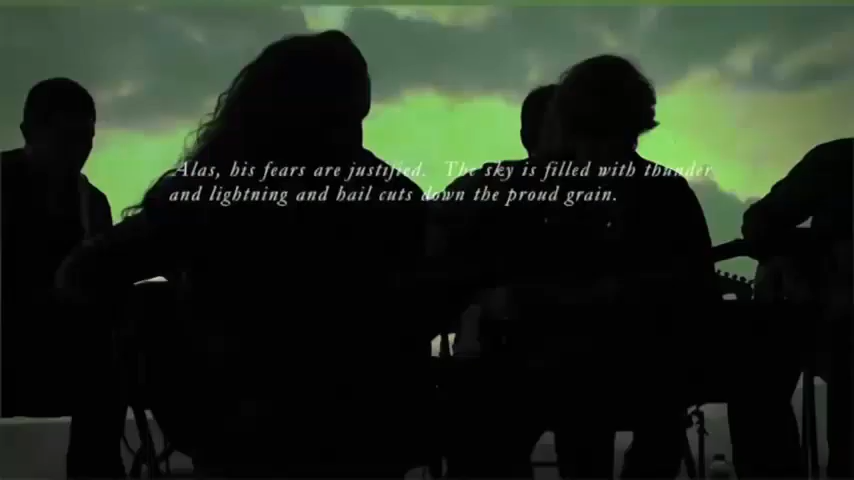 Alas, his fears are justified. The sky is filled with thunder
and lightning and hail cuts down the proud grain.